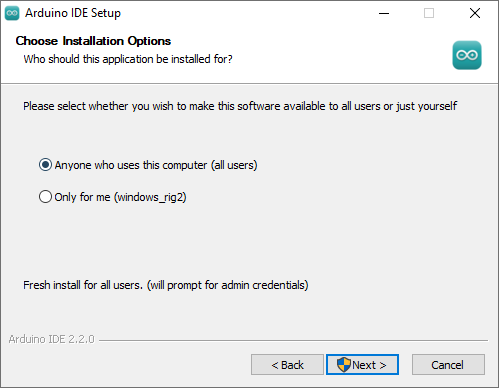 Arduino IDE Setup
Choose Installation Options
Who should this application be installed for?
Please select whether you wish to make this software available to all users or just yourself
Anyone who uses this computer (all users)
Only for me (windows_rig2)
Fresh install for all users. (will prompt for admin credentials)
Arduino IDE 2.2.0
< Back
Next >
Cancel